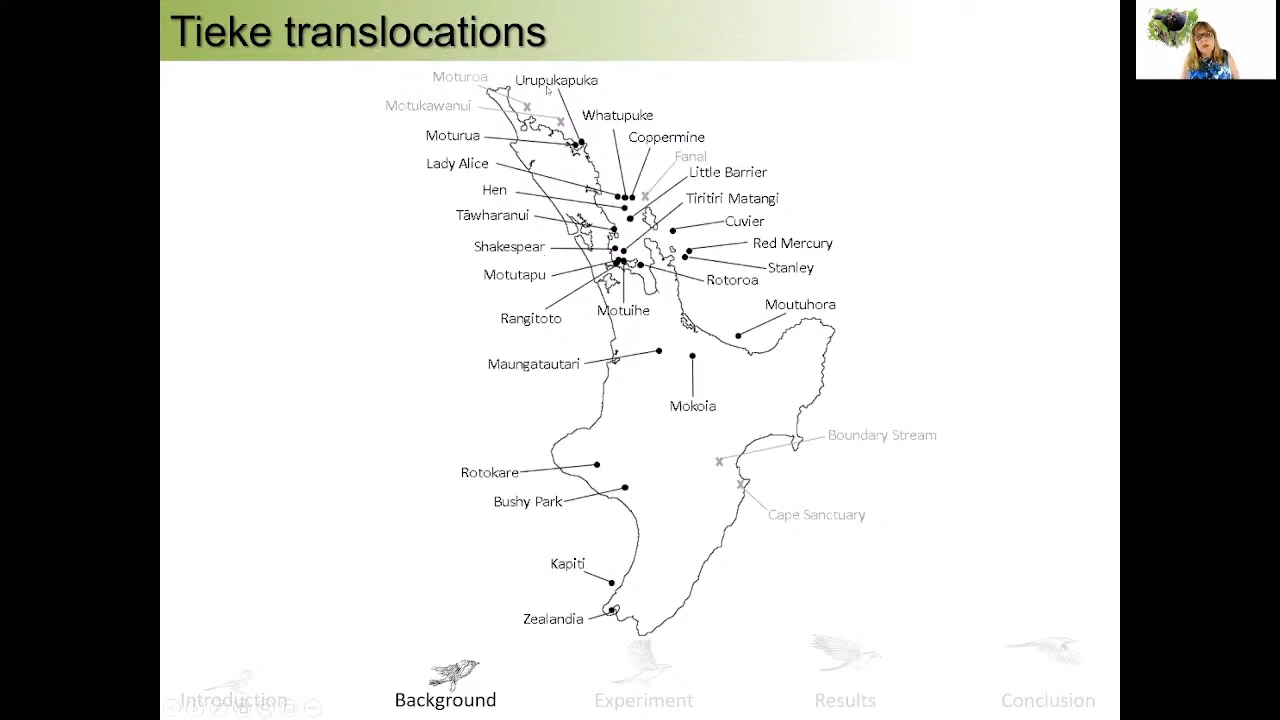 Tieke translocations
Moturoa
Urupukapuka
Motukawanui
Whatupuke
Moturua
Coppermine
Fanal
Lady Alice
Little Barrier
Hen
Tiritiri Matangi
Tāwharanui
Cuvier
Shakespear
Red Mercury
Motutapu
Stanley
Rotoroa
Rangitoto
Motuihe
Moutuhora
Maungatautari
Mokoia
Boundary Stream
Rotokare
Bushy Park
Cape Sanctuary
Kapiti
Zealandia
Introduction
Background
Experiment
Results
Conclusion